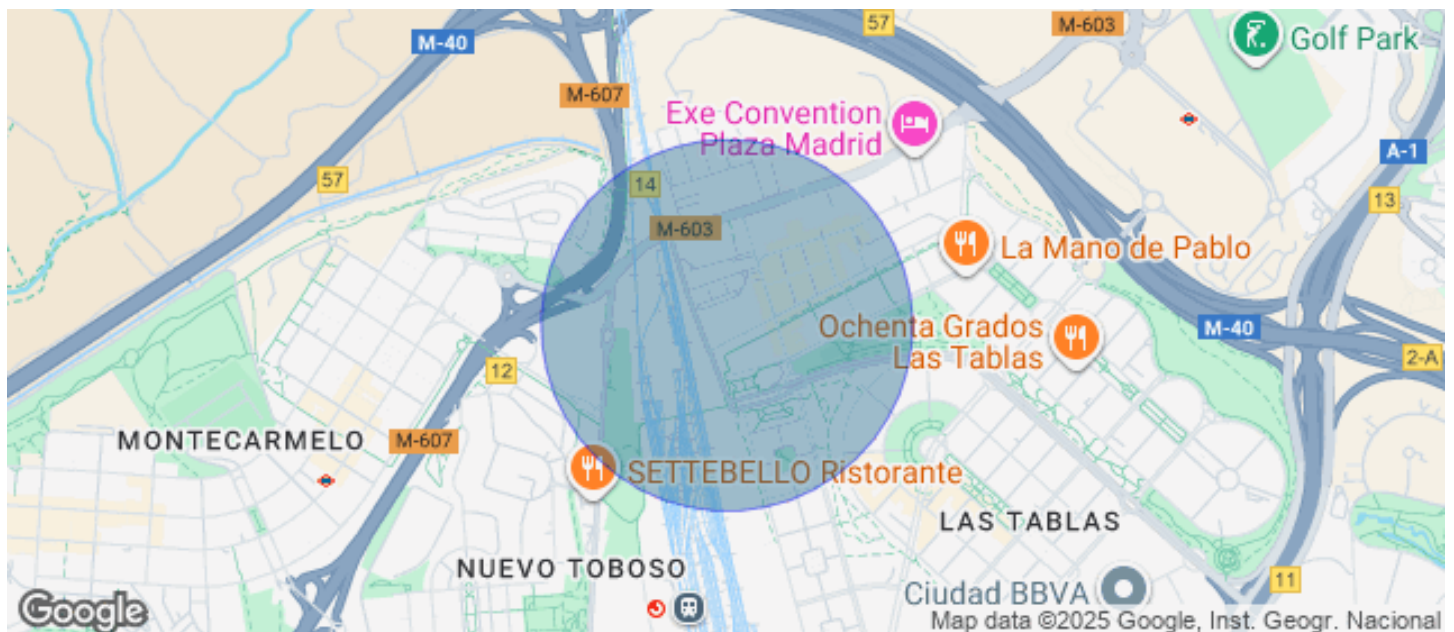 57
M-603
Golf Park
M-40
M-607
Exe Convention
Plaza Madrid
A-1
57
14
13
M-603
La Mano de Pablo
Ochenta Grados
Las Tablas
M-40
2-A
12
MONTECARMELO
M-607
SETTEBELLO Ristorante
LAS TABLAS
NUEVO TOBOSO
11
Ciudad BBVA
Google
Map data ©2025 Google, Inst. Geogr. Nacional